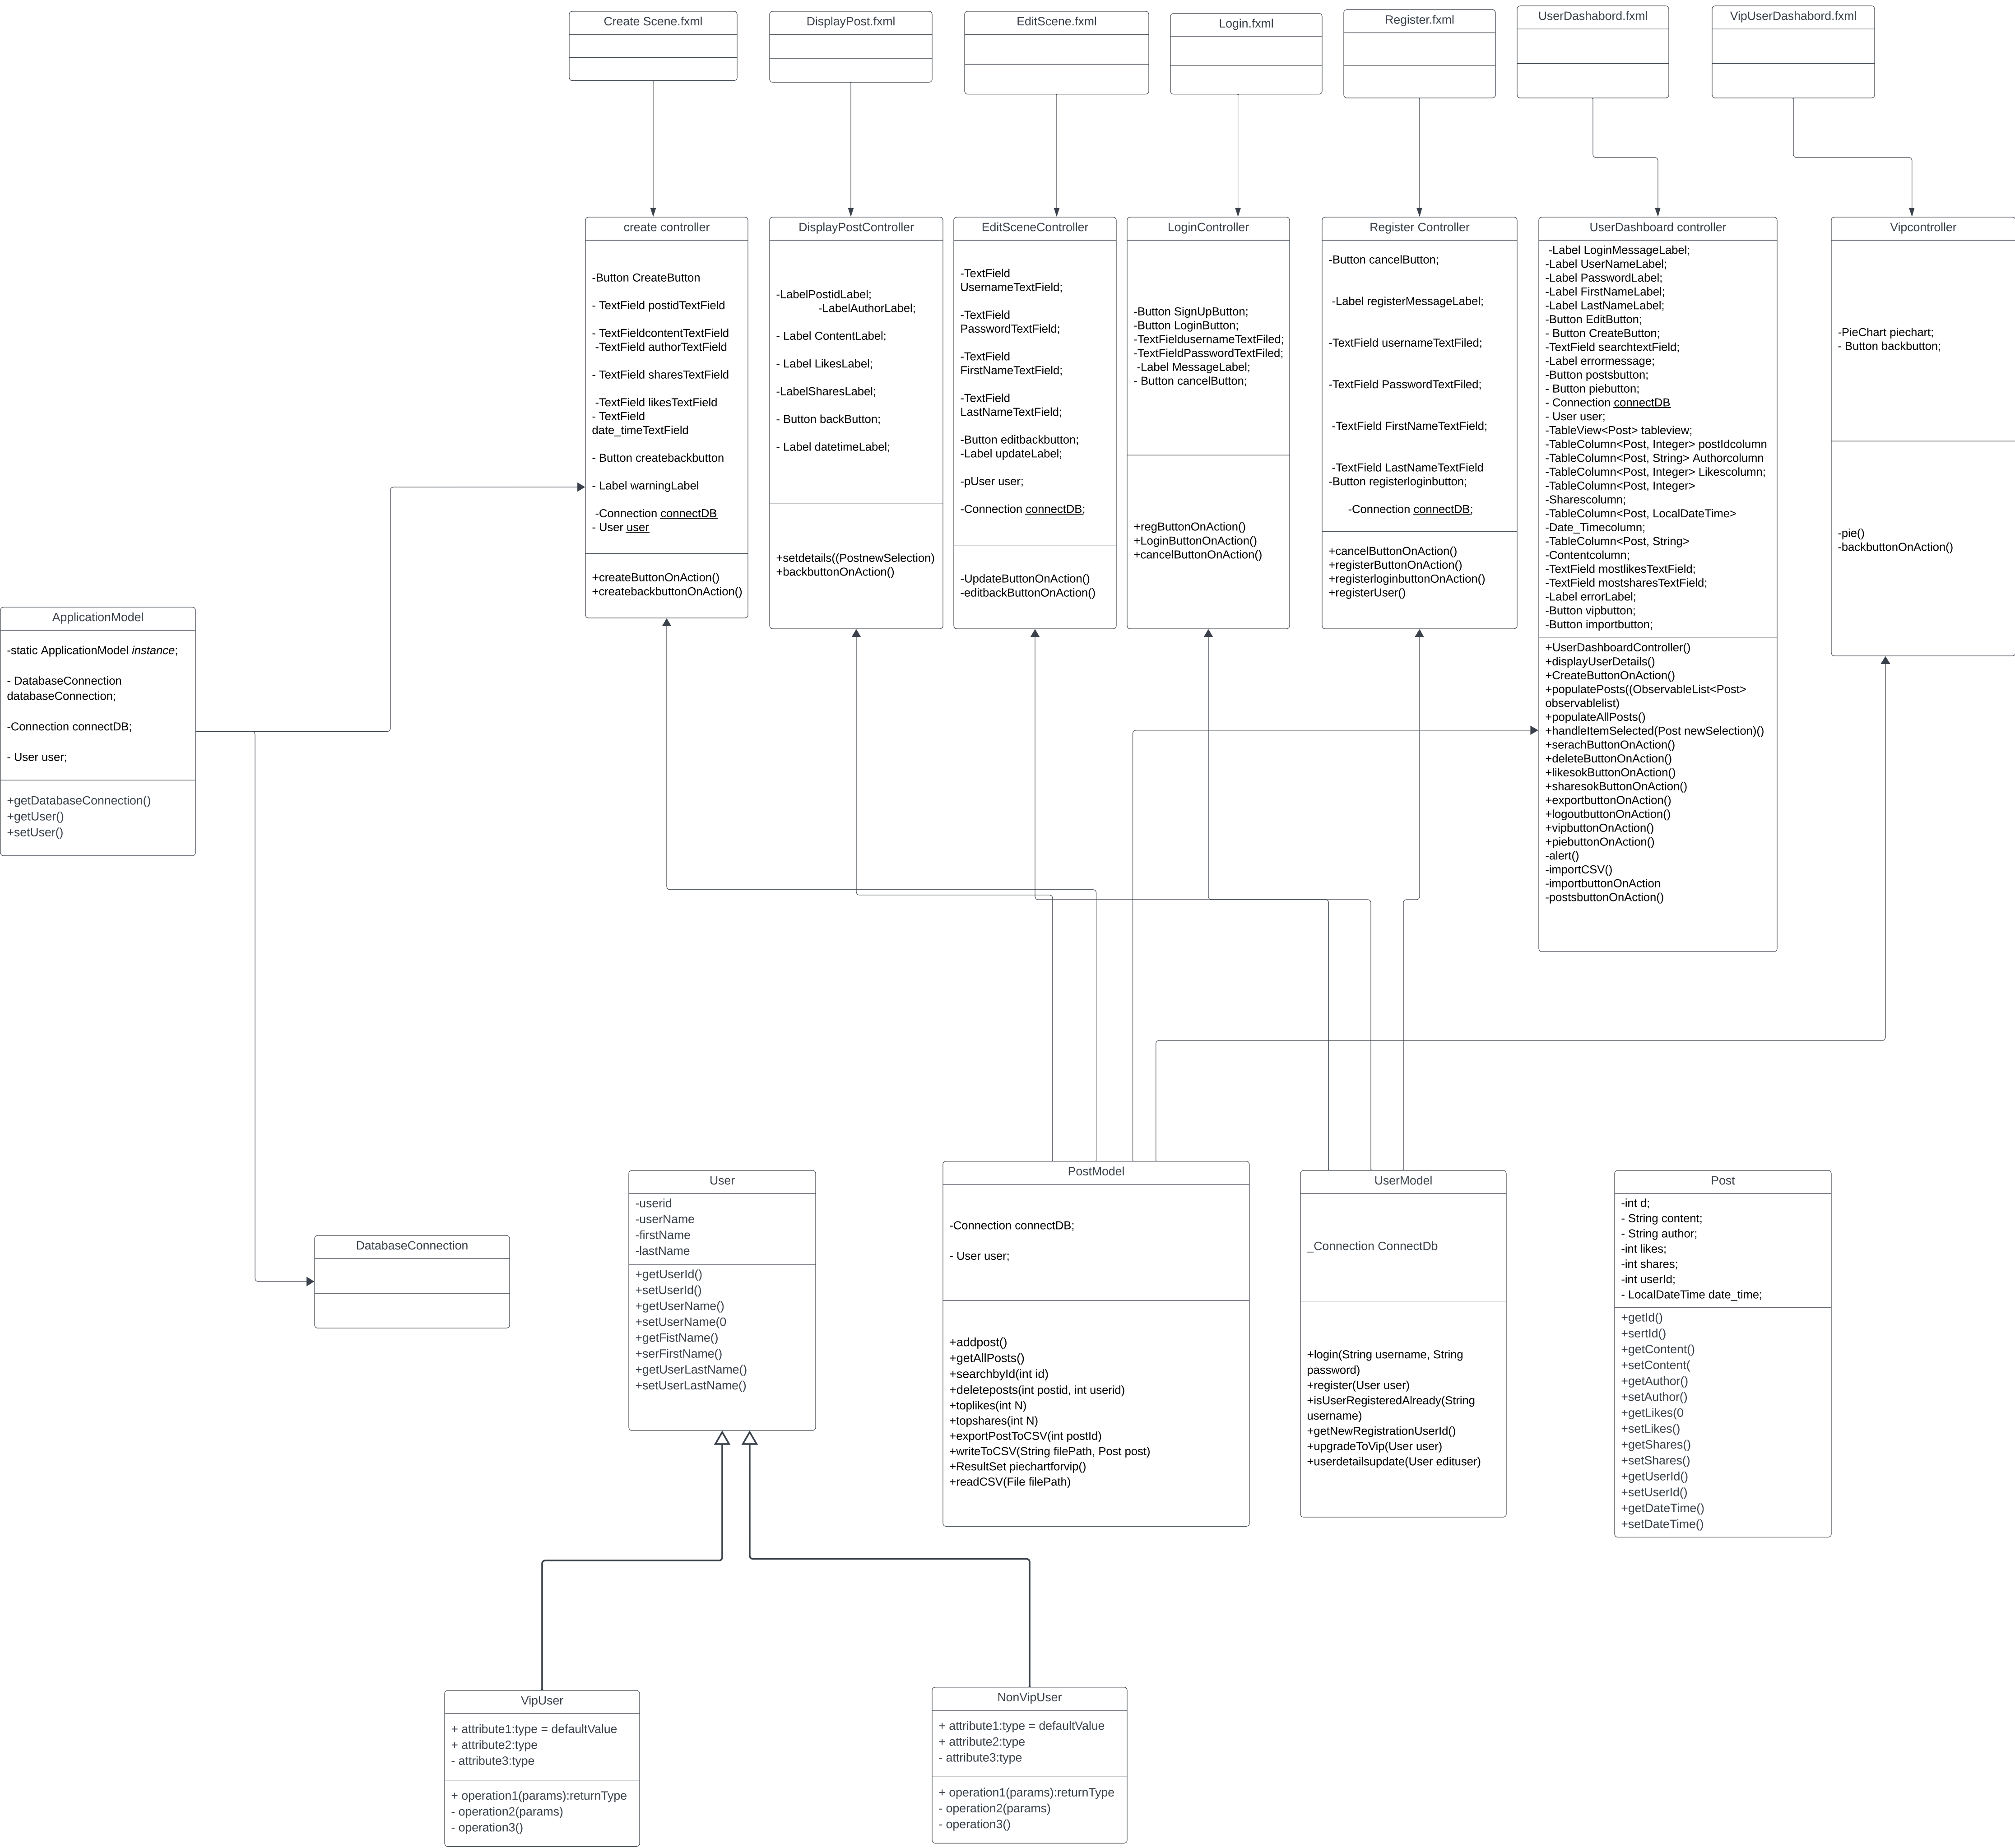 Create Scene.fxml
DisplayPost.fxml
EditScene.fxml
Login.fxml
Register.fxml
UserDashabord.fxml
VipUserDashabord.fxml
create controller
-Button CreateButton
- TextField postidTextField
- TextFieldcontentTextField
-TextField authorTextField
- TextField sharesTextField
-TextField likesTextField
- TextField
date_timeTextField
- Button createbackbutton
- Label warningLabel
-Connection connectDB
- User user
+createButtonOnAction()
+createbackbuttonOnAction()
DisplayPostController
-LabelPostidLabel;
-LabelAuthorLabel;
- Label ContentLabel;
- Label LikesLabel;
-LabelSharesLabel;
- Button backButton;
- Label datetimeLabel;
+setdetails((PostnewSelection)
+backbuttonOnAction()
EditSceneController
-TextField
UsernameTextField;
-TextField
PasswordTextField;
-TextField
FirstNameTextField;
-TextField
LastNameTextField;
-Button editbackbutton;
-Label updateLabel;
-pUser user;
-Connection connectDB;
-UpdateButtonOnAction()
-editbackButtonOnAction()
LoginController
-Button SignUpButton;
-Button LoginButton;
-TextFieldusernameTextFiled;
-TextFieldPasswordTextFiled;
-Label MessageLabel;
- Button cancelButton;
+regButtonOnAction()
+LoginButtonOnAction()
+cancelButtonOnAction()
Register Controller
-Button cancelButton;
-Label registerMessageLabel;
-TextField usernameTextFiled;
-TextField PasswordTextFiled;
-TextField FirstNameTextField;
-TextField LastNameTextField
-Button registerloginbutton;
-Connection connectDB;
+cancelButtonOnAction()
+registerButtonOnAction()
+registerloginbuttonOnAction()
+registerUser()
UserDashboard controller
-Label LoginMessageLabel;
-Label UserNameLabel;
-Label PasswordLabel;
-Label FirstNameLabel;
-Label LastNameLabel;
-Button EditButton;
- Button CreateButton;
-TextField searchtextField;
-Label errormessage;
-Button postsbutton;
- Button piebutton;
- Connection connectDB
- User user;
-TableView<Post> tableview;
-TableColumn<Post, Integer> postIdcolumn
-TableColumn<Post, String> Authorcolumn
-TableColumn<Post, Integer> Likescolumn;
-TableColumn<Post, Integer>
-Sharescolumn;
-TableColumn<Post, LocalDateTime>
-Date_Timecolumn;
-TableColumn<Post, String>
-Contentcolumn;
-TextField mostlikesTextField;
-TextField mostsharesTextField;
-Label errorLabel;
-Button vipbutton;
-Button importbutton;
+UserDashboardController()
+displayUserDetails()
+CreateButtonOnAction()
+populatePosts((ObservableList<Post>
observablelist)
+populateAllPosts()
+handleItemSelected(Post newSelection)()
+serachButtonOnAction()
+deleteButtonOnAction()
+likesokButtonOnAction()
+sharesokButtonOnAction()
+exportbuttonOnAction()
+logoutbuttonOnAction()
+vipbuttonOnAction()
+piebuttonOnAction()
-alert()
-importCSV()
-importbuttonOnAction
-postsbuttonOnAction()
Vipcontroller
-PieChart piechart;
- Button backbutton;
-pie()
-backbuttonOnAction()
ApplicationModel
-static ApplicationModel instance;
- DatabaseConnection
databaseConnection;
-Connection connectDB;
- User user;
+getDatabaseConnection()
+getUser()
+setUser()
DatabaseConnection
User
-userid
-userName
-firstName
-lastName
+getUserId()
+setUserId()
+getUserName()
+setUserName(0
+getFistName()
+serFirstName()
+getUserLastName()
+setUserLastName()
PostModel
-Connection connectDB;
- User user;
+addpost()
+getAllPosts()
+searchbyId(int id)
+deleteposts(int postid, int userid)
+toplikes(int N)
+topshares(int N)
+exportPostToCSV(int postId)
+writeToCSV(String filePath, Post post)
+ResultSet piechartforvip()
+readCSV(File filePath)
UserModel
_Connection ConnectDb
+login(String username, String
password)
+register(User user)
+isUserRegisteredAlready(String
username)
+getNewRegistrationUserId()
+upgradeToVip(User user)
+userdetailsupdate(User edituser)
Post
-int d;
- String content;
- String author;
-int likes;
-int shares;
-int userId;
- LocalDateTime date_time;
+getId()
+sertId()
+getContent()
+setContent(
+getAuthor()
+setAuthor()
+getLikes(0
+setLikes()
+getShares()
+setShares()
+getUserId()
+setUserId()
+getDateTime()
+setDateTime()
VipUser
+ attribute1:type = defaultValue
+ attribute2:type
- attribute3:type
+ operation1(params):returnType
- operation2(params)
- operation3()
NonVipUser
+ attribute1:type = defaultValue
+ attribute2:type
- attribute3:type
+ operation1(params):returnType
- operation2(params)
- operation3()